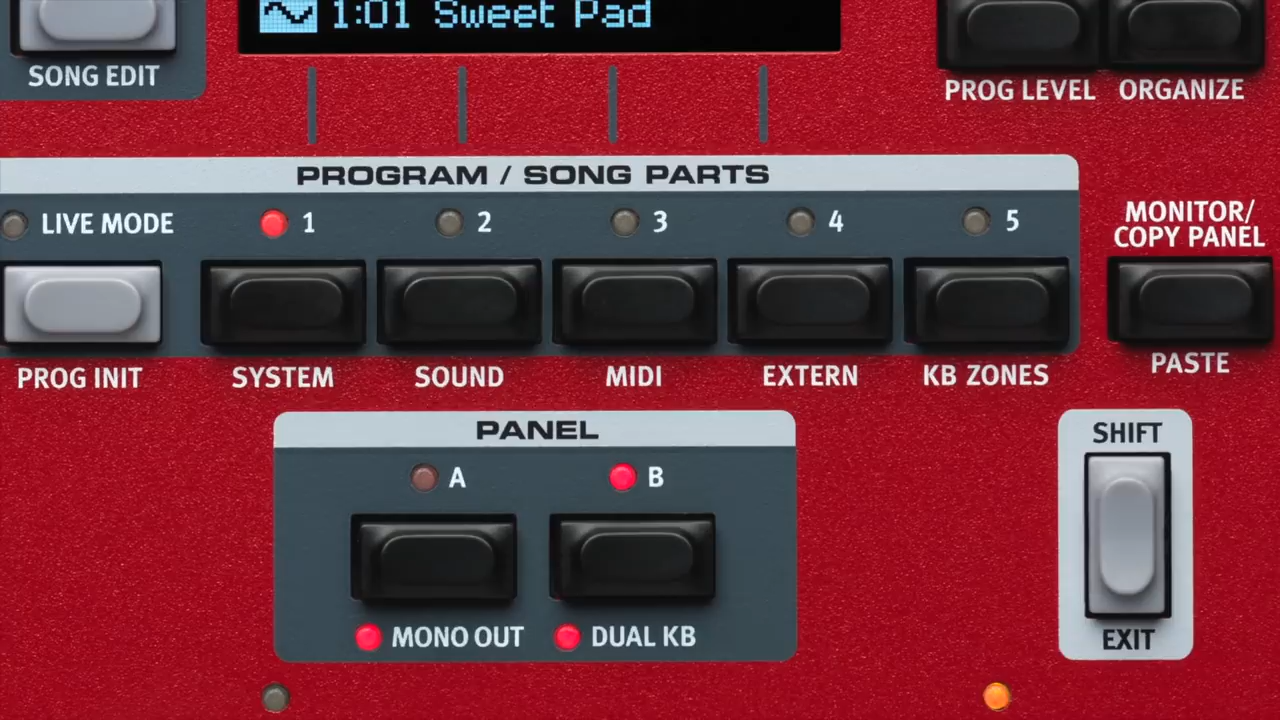 1:01 Sweet Pad
SONG EDIT
PROG LEVEL
ORGANIZE
PROGRAM / SONG PARTS
LIVE MODE
1
2
3
4
5
MONITOR/
COPY PANEL
PROG INIT
SYSTEM
SOUND
MIDI
EXTERN
KB ZONES
PASTE
PANEL
A
B
SHIFT
MONO OUT
DUAL KB
EXIT